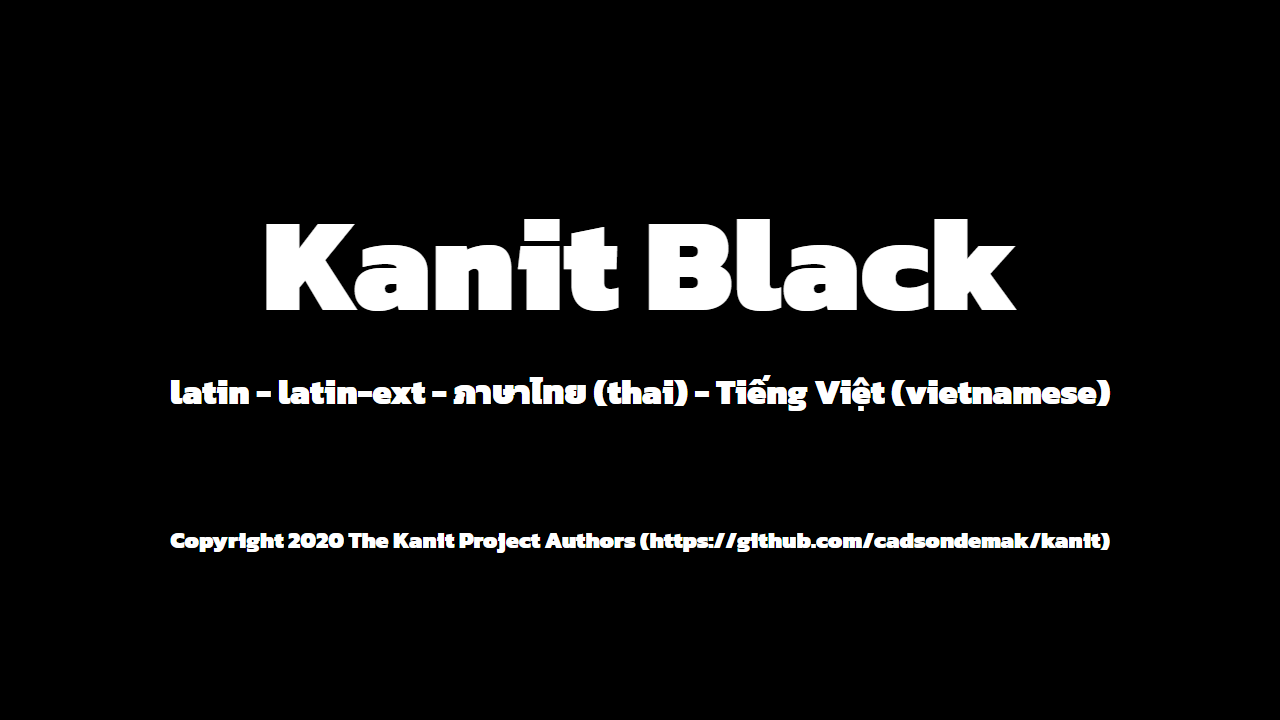 Kanit Black
latin - latin-ext - ภาษาไทย (thai) - Tiếng Việt (vietnamese)
Copyright 2020 The Kanit Project Authors (https://github.com/cadsondemak/kanit)